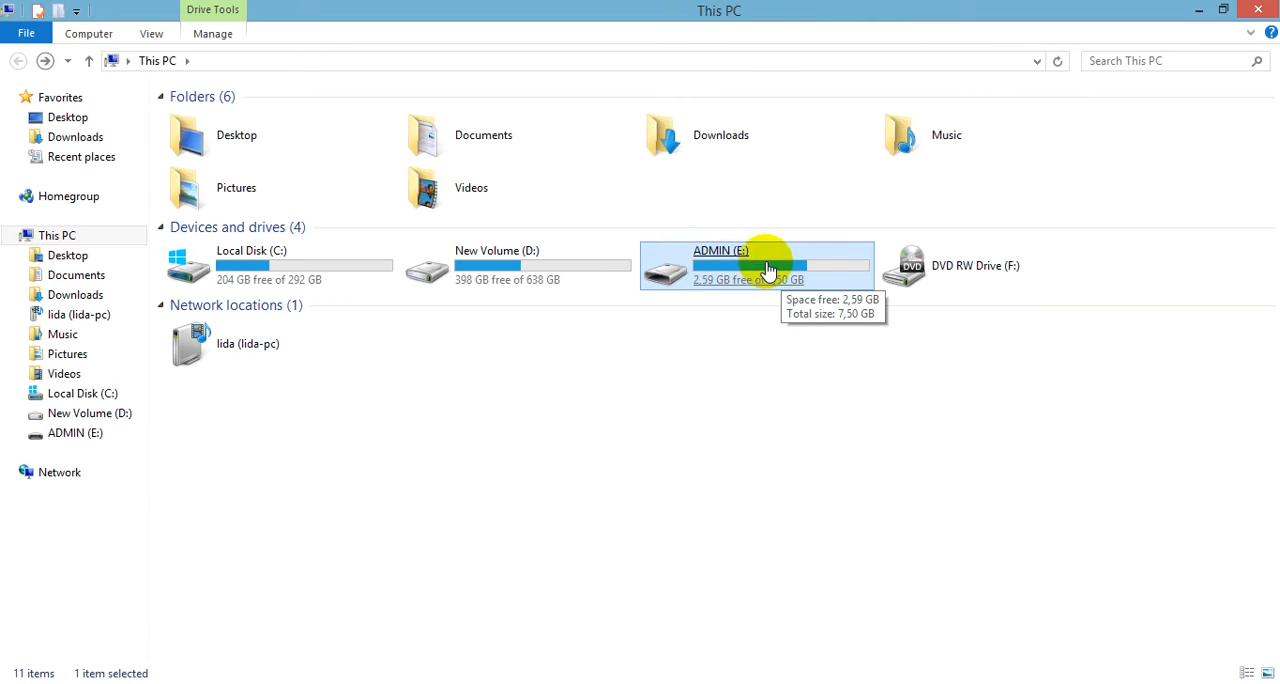 Drive Tools
This PC
File
Computer
View
Manage
This PC
Search This PC
Favorites
Desktop
Downloads
Recent places
Homegroup
This PC
Desktop
Documents
Downloads
lida (lida-pc)
Music
Pictures
Videos
Local Disk (C:)
New Volume (D:)
ADMIN (E:)
Network
Folders (6)
Desktop
Documents
Downloads
Music
Pictures
Videos
Devices and drives (4)
Local Disk (C:)
204 GB free of 292 GB
New Volume (D:)
398 GB free of 638 GB
ADMIN (E:)
2,59 GB free of 50 GB
DVD
DVD RW Drive (F:)
Space free: 2,59 GB
Total size: 7,50 GB
Network locations (1)
lida (lida-pc)
11 items
1 item selected